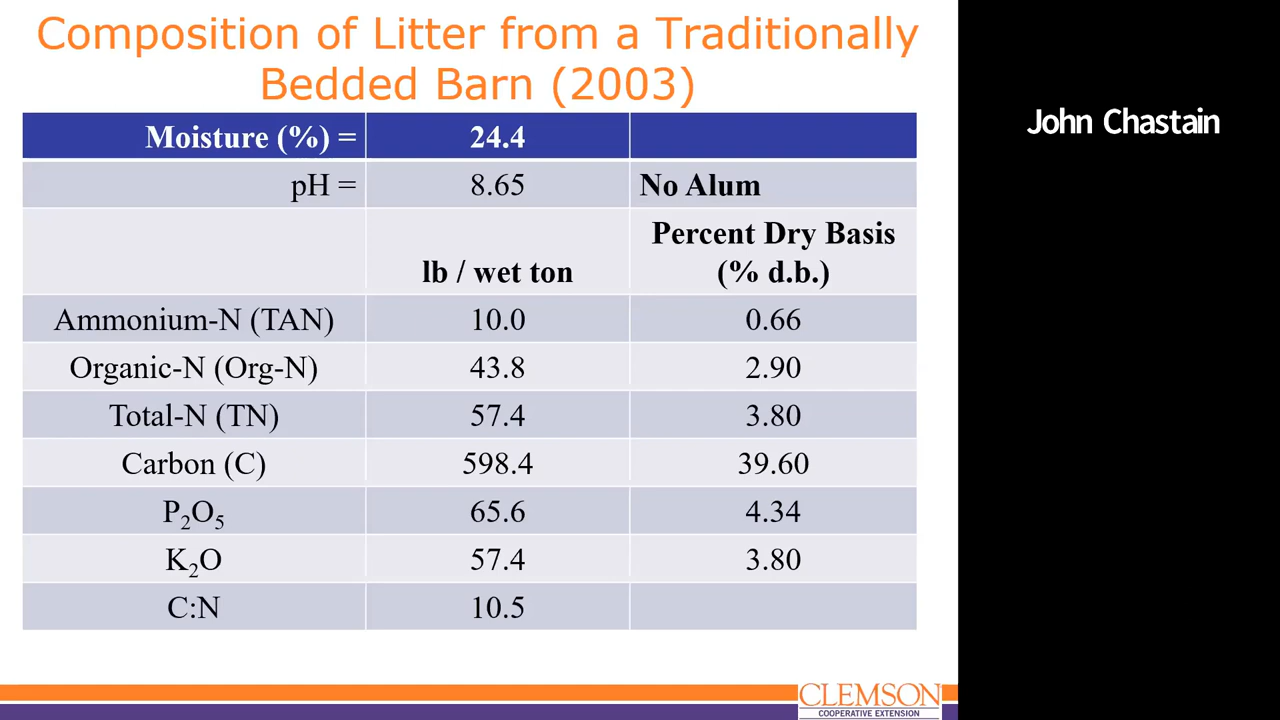 Composition of Litter from a Traditionally
Bedded Barn (2003)
John Chastain
Moisture (%) = 24.4
pH = 8.65 No Alum
lb / wet ton Percent Dry Basis
(% d.b.)
Ammonium-N (TAN) 10.0 0.66
Organic-N (Org-N) 43.8 2.90
Total-N (TN) 57.4 3.80
Carbon (C) 598.4 39.60
P₂O₅ 65.6 4.34
K₂O 57.4 3.80
C:N 10.5
CLEMSON
COOPERATIVE EXTENSION